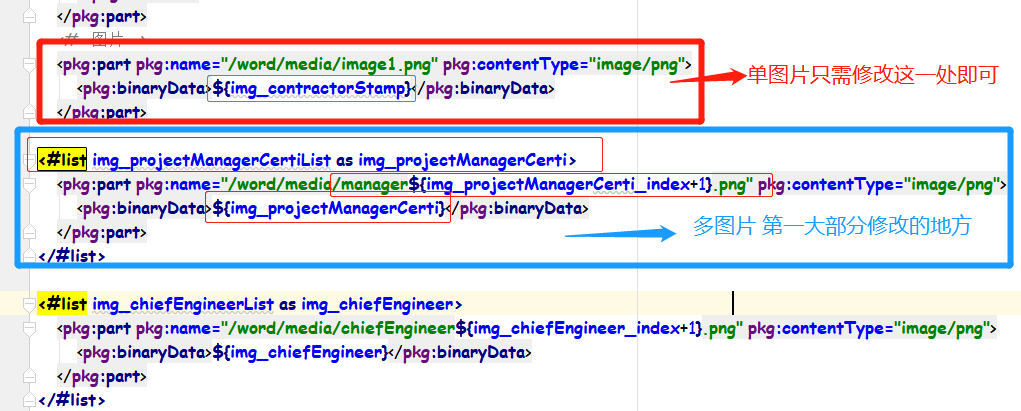 </pkg:part>
<#-- 图片-->
<pkg:part pkg:name="/word/media/image1.png" pkg:contentType="image/png">
<pkg:binaryData>${img_contractorStamp}</pkg:binaryData>
</pkg:part>
单图片只需修改这一处即可
<#list img_projectManagerCertiList as img_projectManagerCerti>
<pkg:part pkg:name="/word/media/manager${img_projectManagerCerti_index+1}.png" pkg:contentType="image/png">
<pkg:binaryData>${img_projectManagerCerti}</pkg:binaryData>
</pkg:part>
多图片 第一大部分修改的地方
</#list>
<#list img_chiefEngineerList as img_chiefEngineer>
<pkg:part pkg:name="/word/media/chiefEngineer${img_chiefEngineer_index+1}.png" pkg:contentType="image/png">
<pkg:binaryData>${img_chiefEngineer}</pkg:binaryData>
</pkg:part>
</#list>